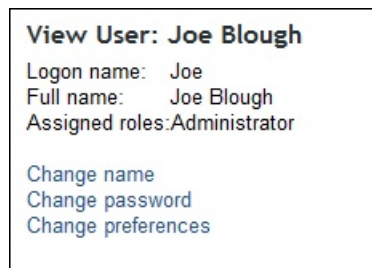 View User: Joe Blough
Logon name: Joe
Full name: Joe Blough
Assigned roles:Administrator
Change name
Change password
Change preferences